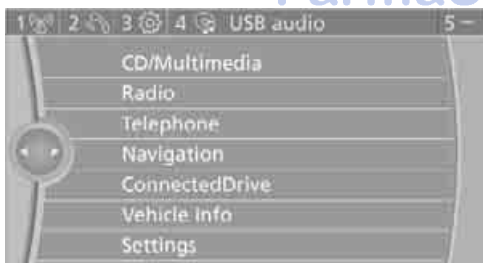 1 2 3 4 USB audio 5
CD/Multimedia
Radio
Telephone
Navigation
ConnectedDrive
Vehicle Info
Settings